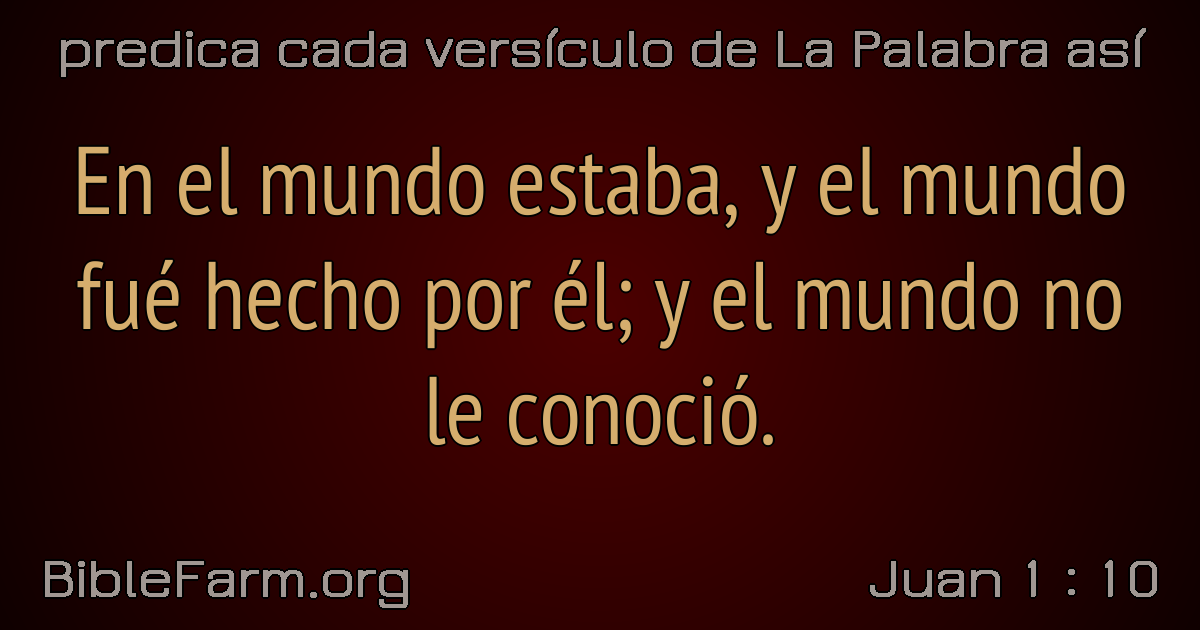 predica cada versículo de La Palabra así
En el mundo estaba, y el mundo
fué hecho por él; y el mundo no
le conoció.
BibleFarm.org
Juan 1 : 10